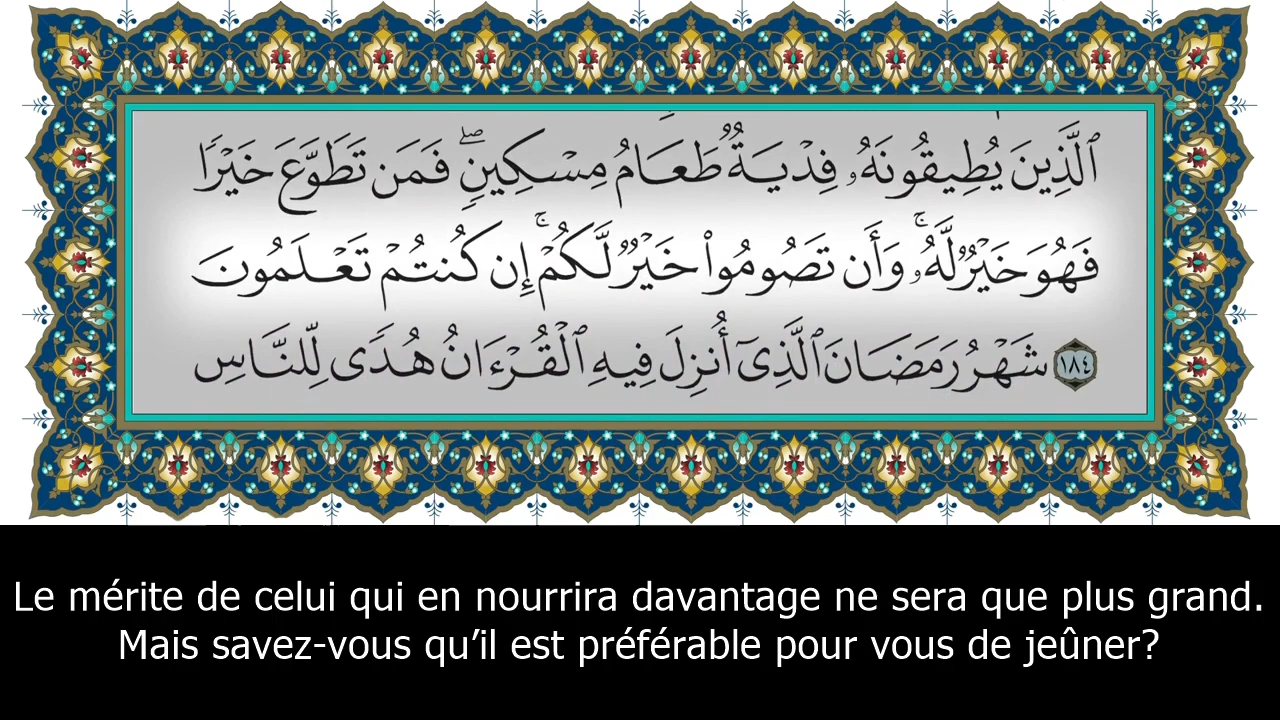 ٱلَّذِينَ يُطِيقُونَهُۥ فِدْيَةٌ طَعَامُ مِسْكِينٍۖ فَمَن تَطَوَّعَ خَيْرًا
فَهُوَ خَيْرٌ لَّهُۥۚ وَأَن تَصُومُوا۟ خَيْرٌ لَّكُمْۚ إِن كُنتُمْ تَعْلَمُونَ
١٨٤ شَهْرُ رَمَضَانَ ٱلَّذِىٓ أُنزِلَ فِيهِ ٱلْقُرْءَانُ هُدًى لِّلنَّاسِ
Le mérite de celui qui en nourrira davantage ne sera que plus grand.
Mais savez-vous qu’il est préférable pour vous de jeûner?